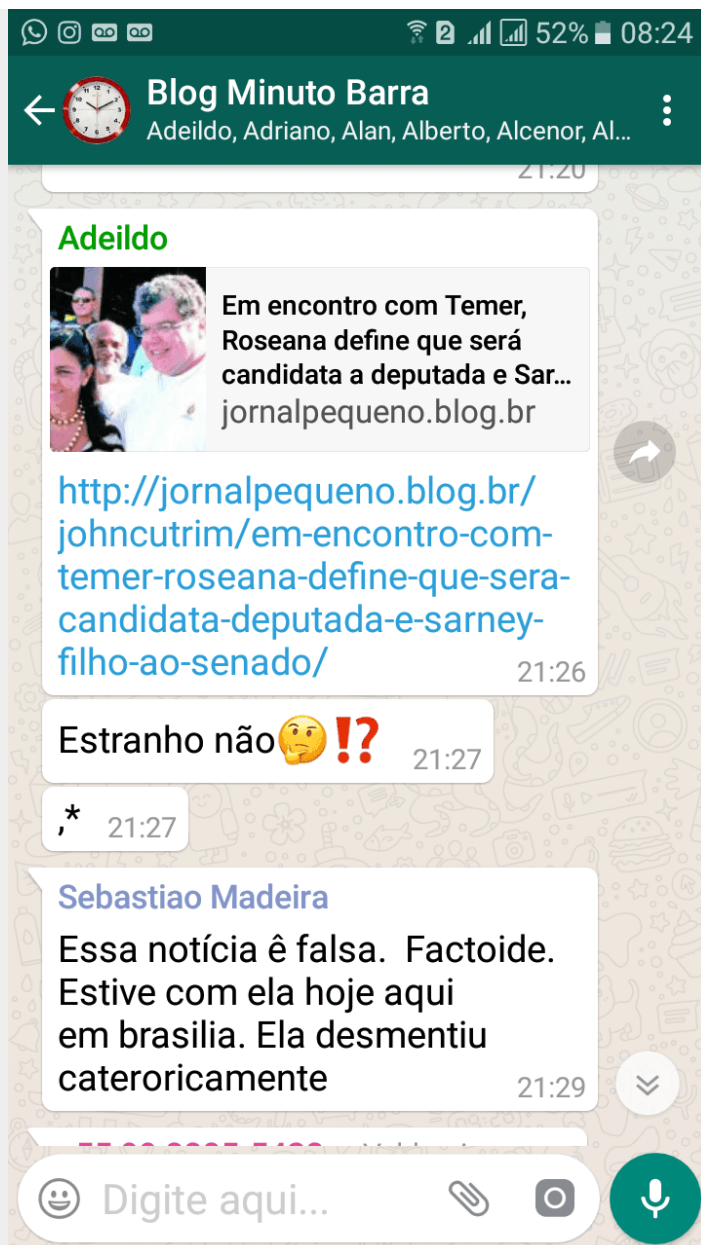 2 52% 08:24
Blog Minuto Barra
Adeildo, Adriano, Alan, Alberto, Alcenor, Al...
21:20
Adeildo
Em encontro com Temer,
Roseana define que será
candidata a deputada e Sar...
jornalpequeno.blog.br
http://jornalpequeno.blog.br/
johncutrim/em-encontro-com-
temer-roseana-define-que-sera-
candidata-deputada-e-sarney-
filho-ao-senado/
21:26
Estranho não🤔⁉️
21:27
,*
21:27
Sebastiao Madeira
Essa notícia ê falsa. Factoide.
Estive com ela hoje aqui
em brasilia. Ela desmentiu
cateroricamente
21:29
Digite aqui...